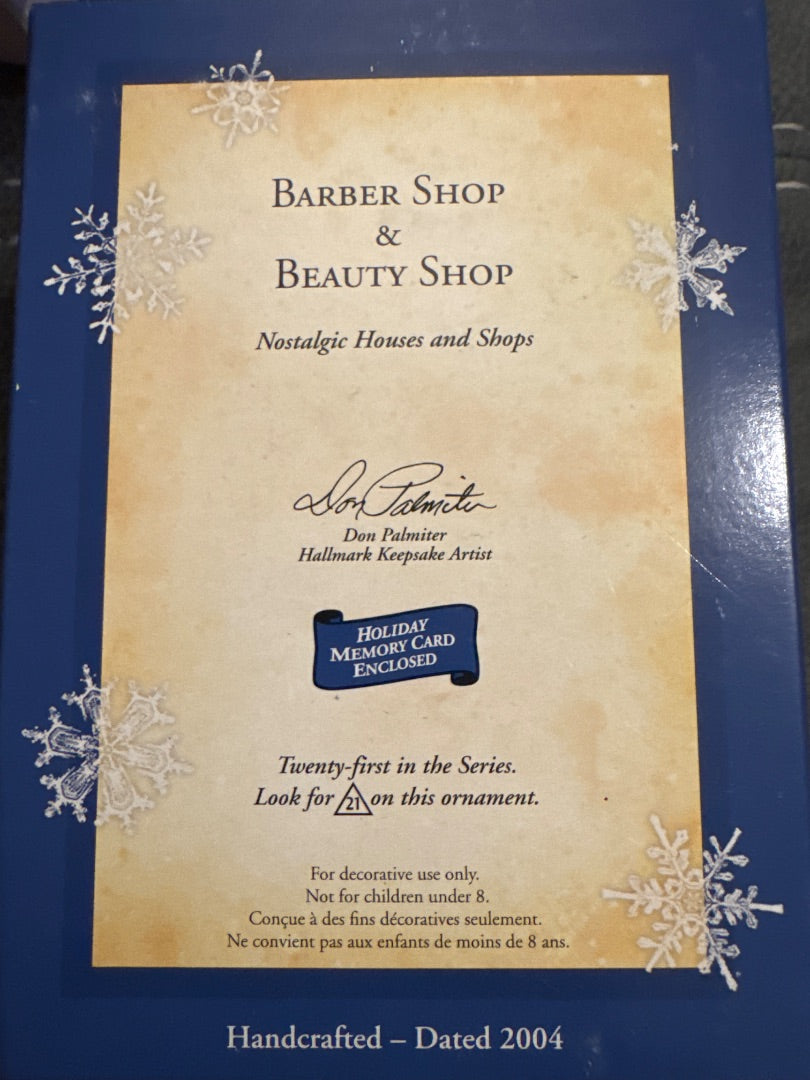 Barber Shop
&
Beauty Shop
Nostalgic Houses and Shops
Don Palmiter
Don Palmiter
Hallmark Keepsake Artist
Holiday
Memory Card
Enclosed
Twenty-first in the Series.
Look for 21 on this ornament.
For decorative use only.
Not for children under 8.
Conçue à des fins décoratives seulement.
Ne convient pas aux enfants de moins de 8 ans.
Handcrafted – Dated 2004